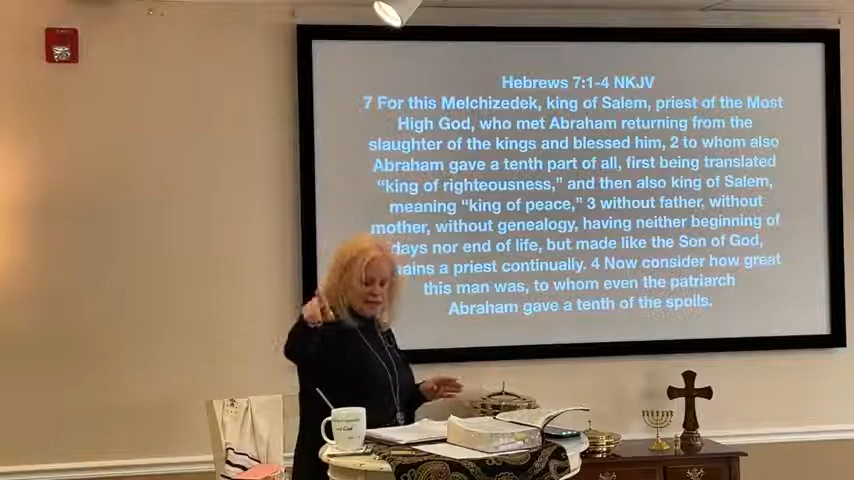 Hebrews 7:1-4 NKJV
7 For this Melchizedek, king of Salem, priest of the Most
High God, who met Abraham returning from the
slaughter of the kings and blessed him, 2 to whom also
Abraham gave a tenth part of all, first being translated
“king of righteousness,” and then also king of Salem,
meaning “king of peace,” 3 without father, without
mother, without genealogy, having neither beginning of
days nor end of life, but made like the Son of God,
a priest continually. 4 Now consider how great
this man was, to whom even the patriarch
Abraham gave a tenth of the spoils.
God